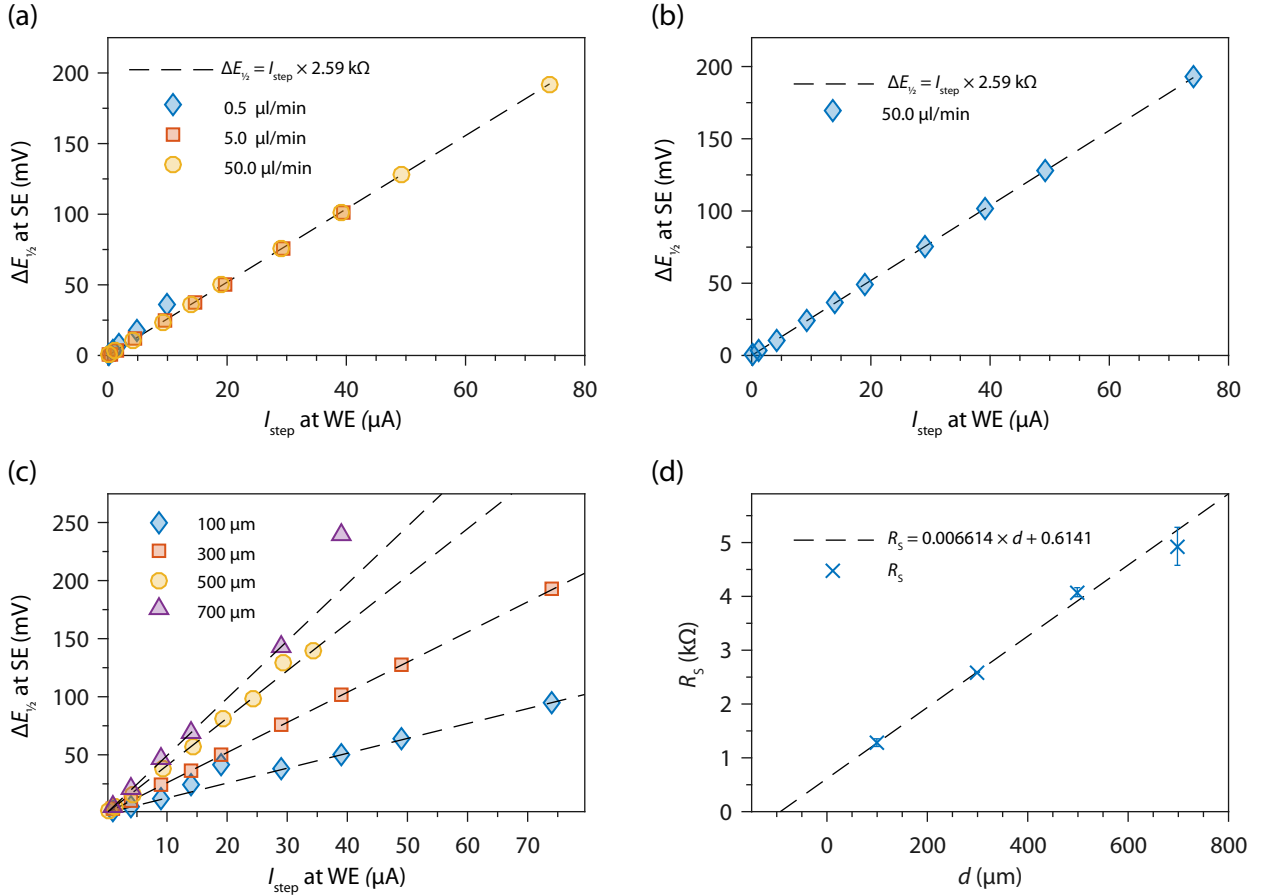 (a)
200
150
100
50
0
ΔE½ at SE (mV)
ΔE½ = Istep × 2.59 kΩ
0.5 µl/min
5.0 µl/min
50.0 µl/min
0 20 40 60 80
Istep at WE (µA)
(b)
200
150
100
50
0
ΔE½ at SE (mV)
ΔE½ = Istep × 2.59 kΩ
50.0 µl/min
0 20 40 60 80
Istep at WE (µA)
(c)
250
200
150
100
50
ΔE½ at SE (mV)
100 µm
300 µm
500 µm
700 µm
10 20 30 40 50 60 70
Istep at WE (µA)
(d)
5
4
3
2
1
0
RS (kΩ)
RS = 0.006614 × d + 0.6141
RS
0 200 400 600 800
d (µm)